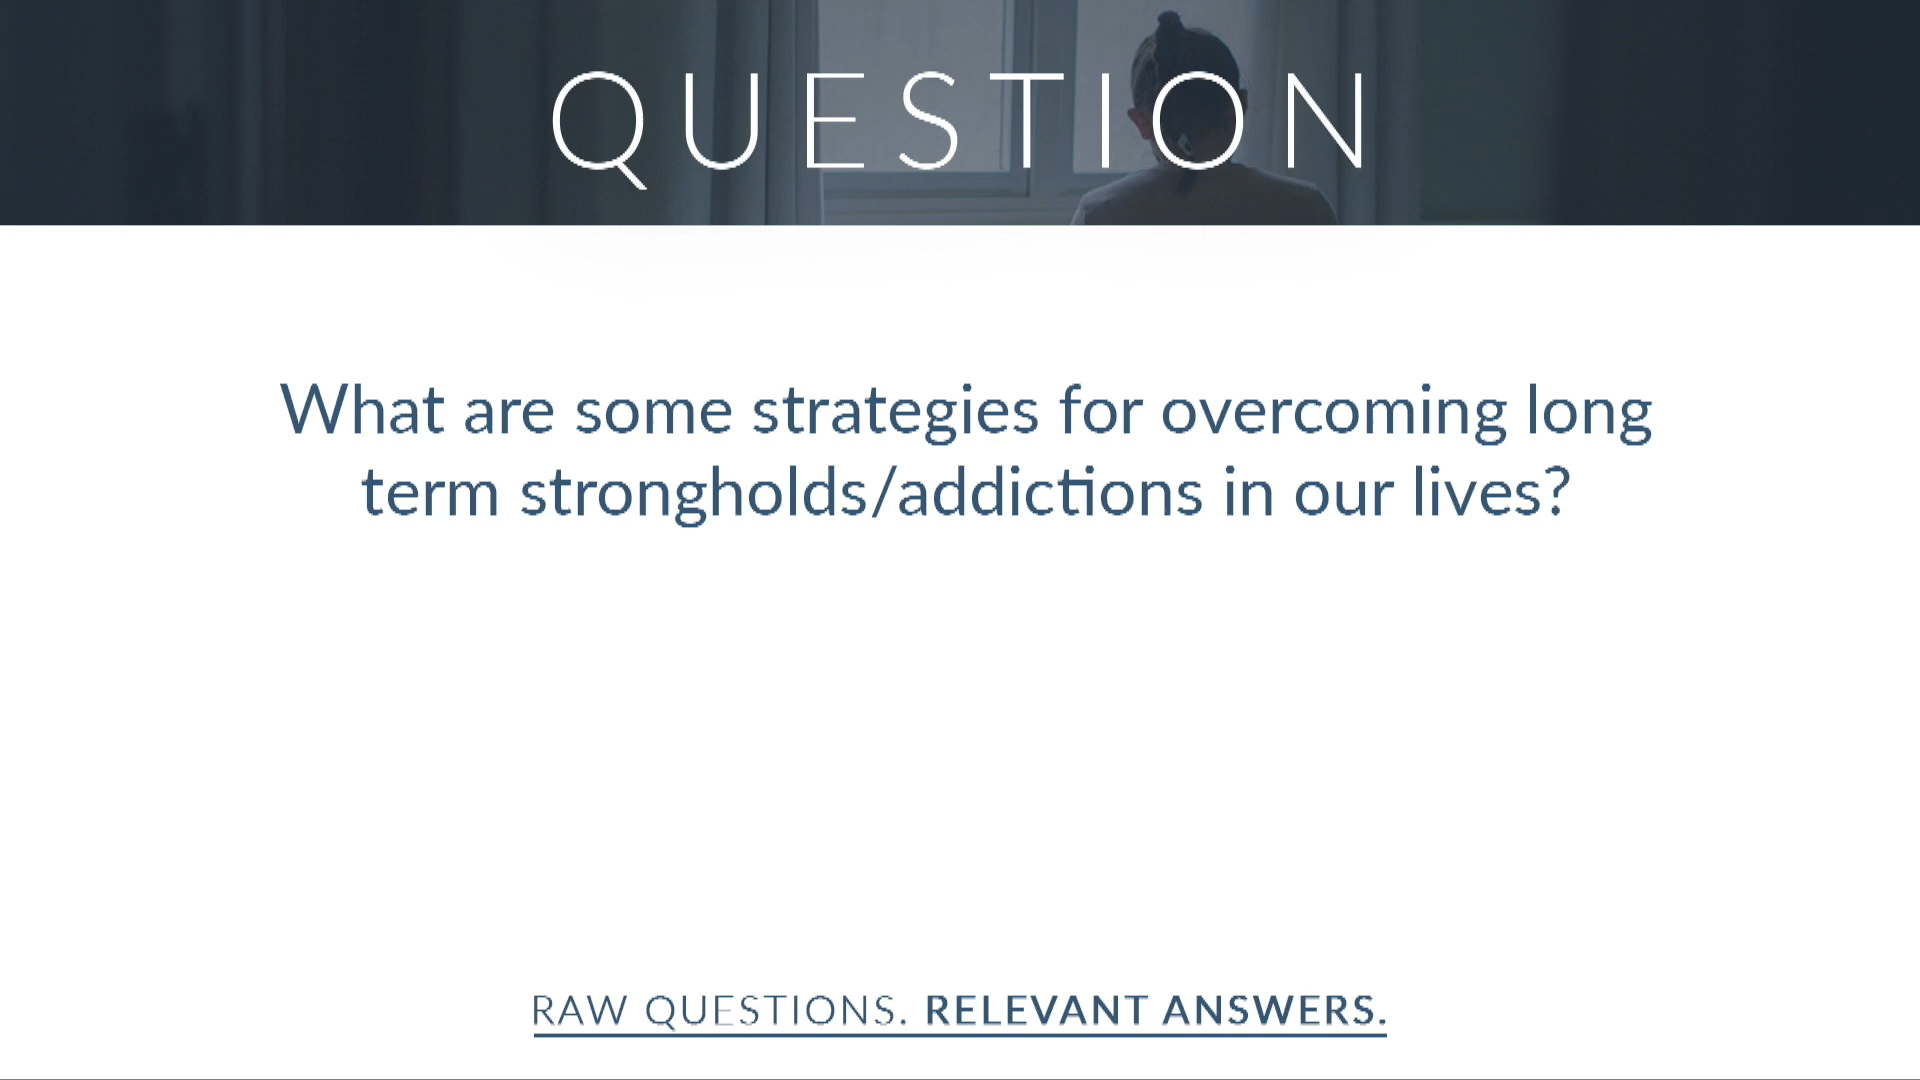 QUESTION
What are some strategies for overcoming long
term strongholds/addictions in our lives?
RAW QUESTIONS. RELEVANT ANSWERS.